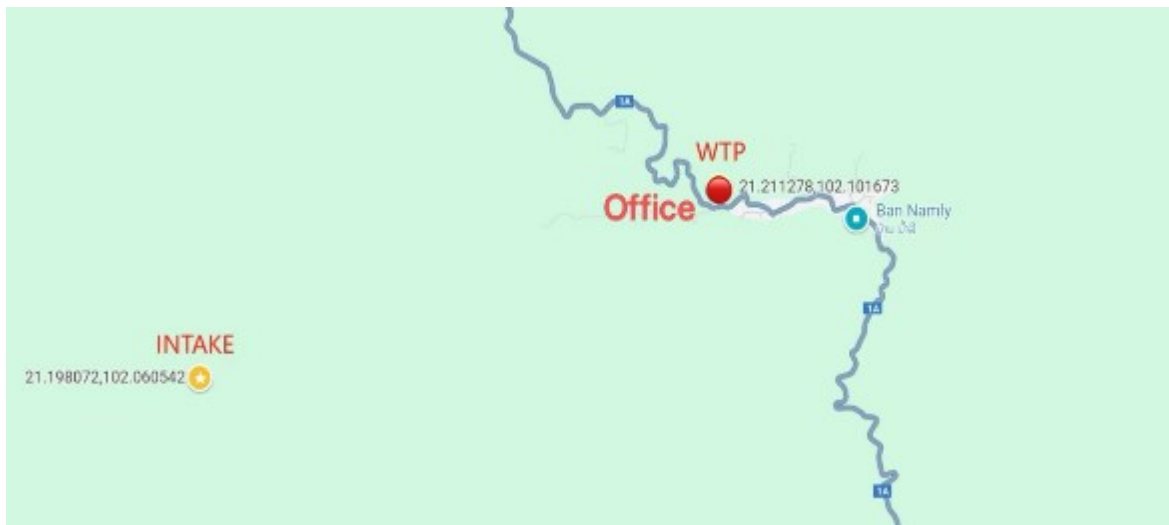 1A
WTP
21.211278,102.101673
Office
Ban Namly
1A
INTAKE
21.198072,102.060542
1A